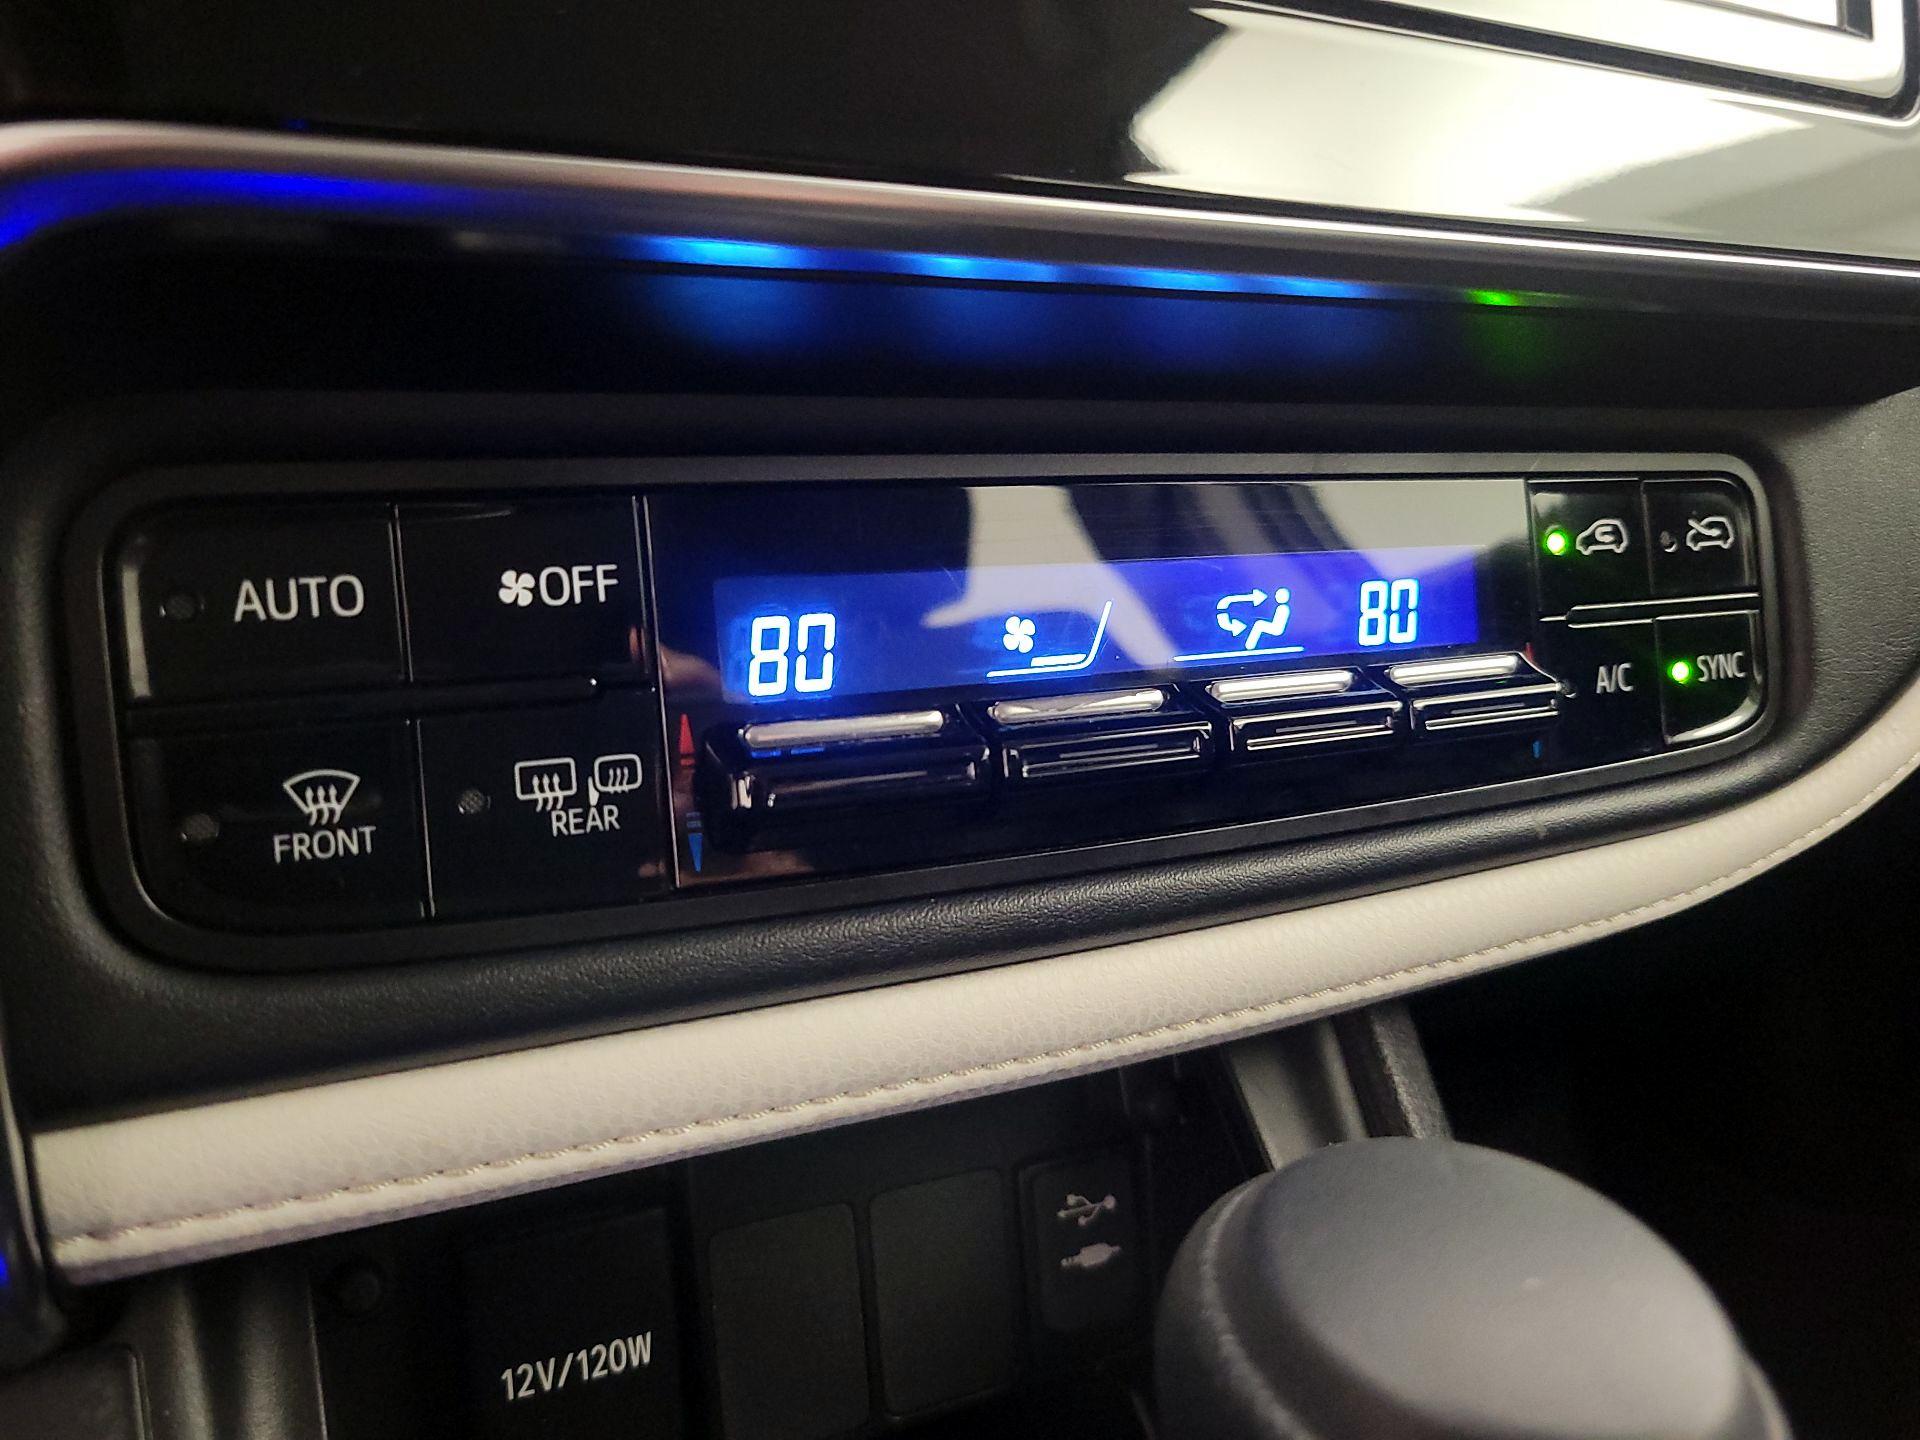 AUTO
OFF
80
80
A/C
SYNC
FRONT
REAR
12V/120W